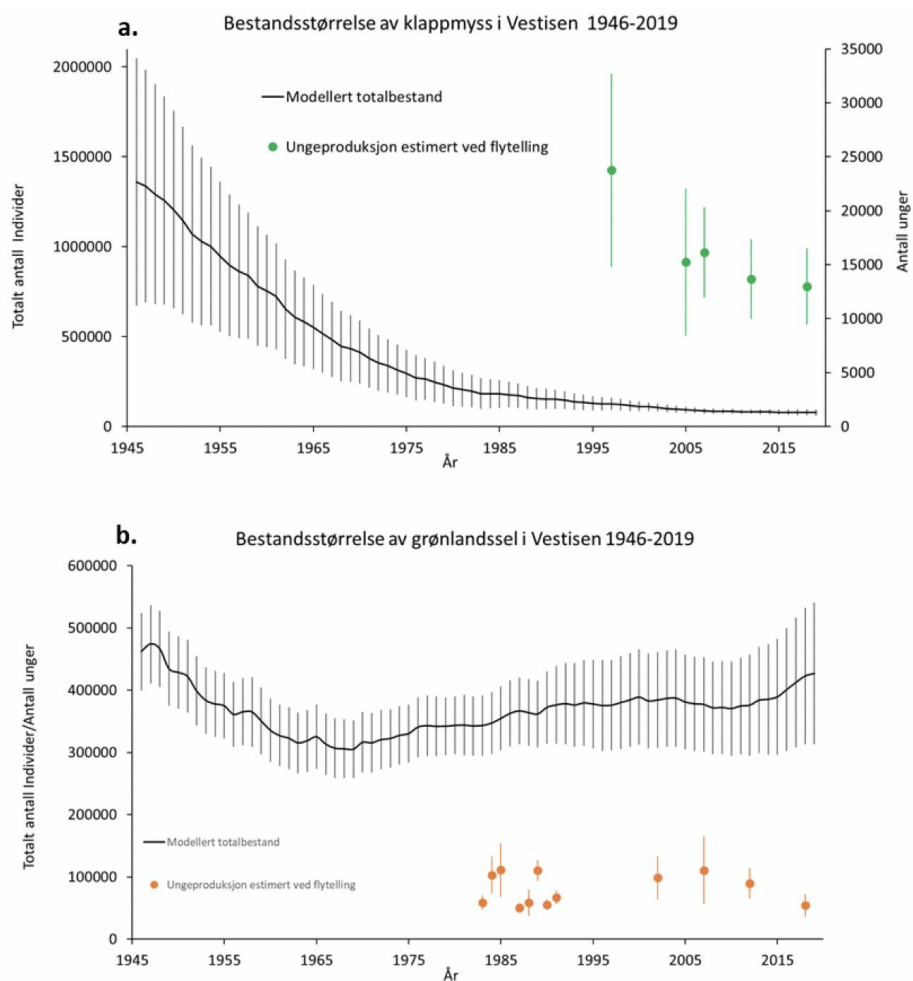 a.
Bestandsstørrelse av klappmyss i Vestisen 1946-2019
2000000
1500000
1000000
500000
0
Totalt antall Individer
Modellert totalbestand
Ungeproduksjon estimert ved flytelling
35000
30000
25000
20000
15000
10000
5000
0
Antall unger
1945
1955
1965
1975
1985
1995
2005
2015
År
b.
Bestandsstørrelse av grønlandssel i Vestisen 1946-2019
600000
500000
400000
300000
200000
100000
0
Totalt antall Individer/Antall unger
Modellert totalbestand
Ungeproduksjon estimert ved flytelling
1945
1955
1965
1975
1985
1995
2005
2015
År